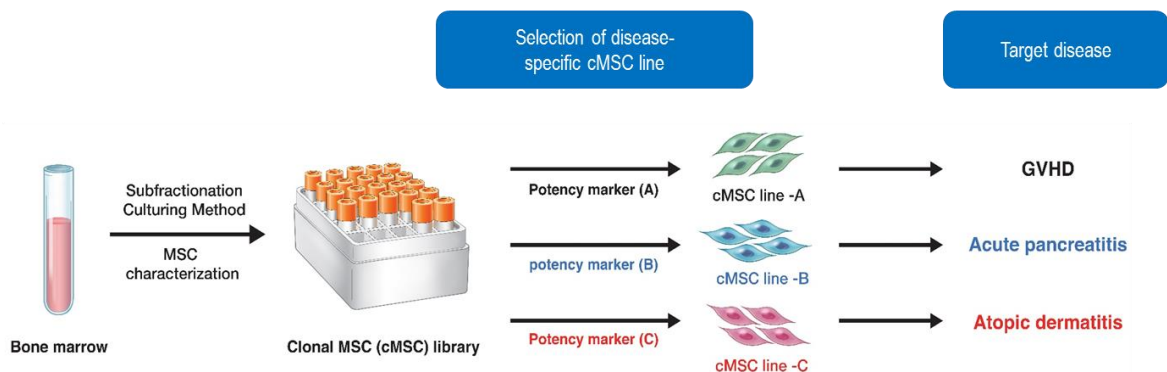 Selection of disease-
specific cMSC line
Target disease
Subfractionation
Culturing Method
MSC
characterization
Bone marrow
Clonal MSC (cMSC) library
Potency marker (A)
cMSC line -A
GVHD
potency marker (B)
cMSC line -B
Acute pancreatitis
Potency marker (C)
cMSC line -C
Atopic dermatitis